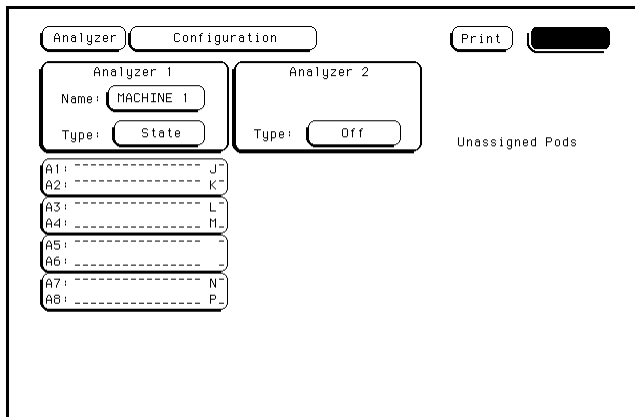 Analyzer Configuration Print
Analyzer 1 Analyzer 2
Name: MACHINE 1
Type: State Type: Off
Unassigned Pods
A1: J
A2: K
A3: L
A4: M
A5:
A6:
A7: N
A8: P